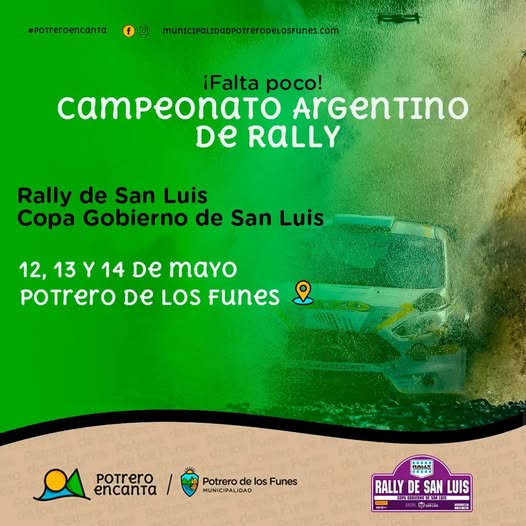 #POTREROENCANTA
MUNICIPALIDADPOTRERODELOSFUNES.COM
¡Falta poco!
CAMPEONATO ARGENTINO
DE RALLY
Rally de San Luis
Copa Gobierno de San Luis
12, 13 Y 14 DE MAYO
POTRERO DE LOS FUNES
POTRERO
ENCANTA
Potrero de los Funes
MUNICIPALIDAD
RALLY
RALLY DE SAN LUIS
COPA GOBIERNO DE SAN LUIS